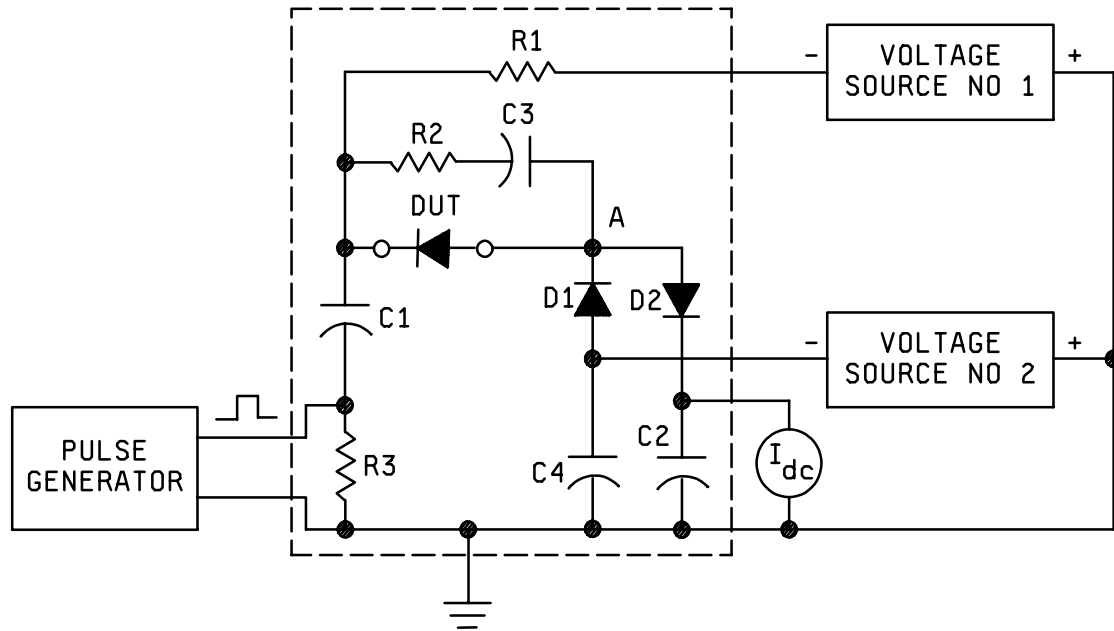 R1
-
VOLTAGE
SOURCE NO 1
+
C3
R2
DUT
A
D1
D2
C1
-
VOLTAGE
SOURCE NO 2
+
PULSE
GENERATOR
R3
C4
C2
Idc